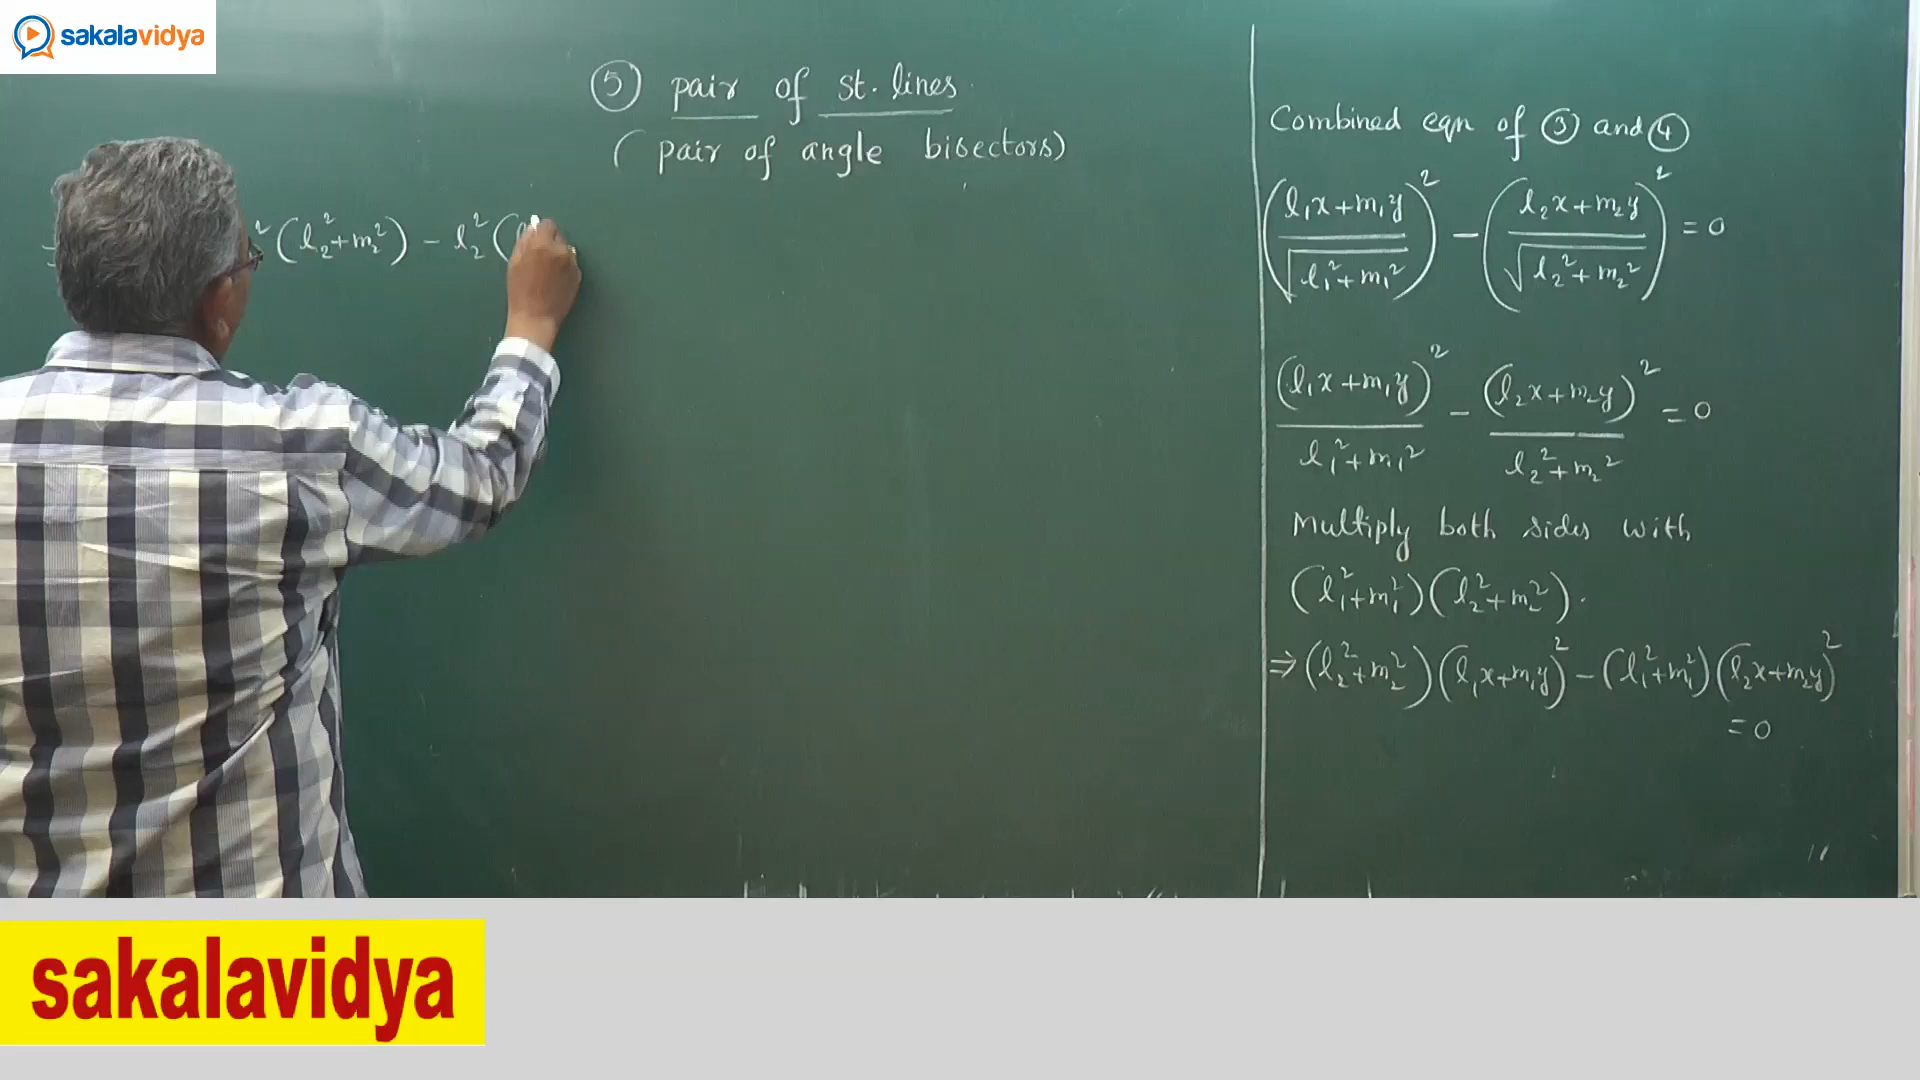 sakalavidya
⑤ pair of st. lines
(pair of angle bisectors)
² (l₂²+m₂²) - l₂² (
Combined eqn of ③ and ④
((l₁x+m₁y)/√(l₁²+m₁²))² - ((l₂x+m₂y)/√(l₂²+m₂²))² = 0
(l₁x+m₁y)²/(l₁²+m₁²) - (l₂x+m₂y)²/(l₂²+m₂²) = 0
Multiply both sides with
(l₁²+m₁²)(l₂²+m₂²).
⇒ (l₂²+m₂²)(l₁x+m₁y)² - (l₁²+m₁²)(l₂x+m₂y)²
= 0
sakalavidya